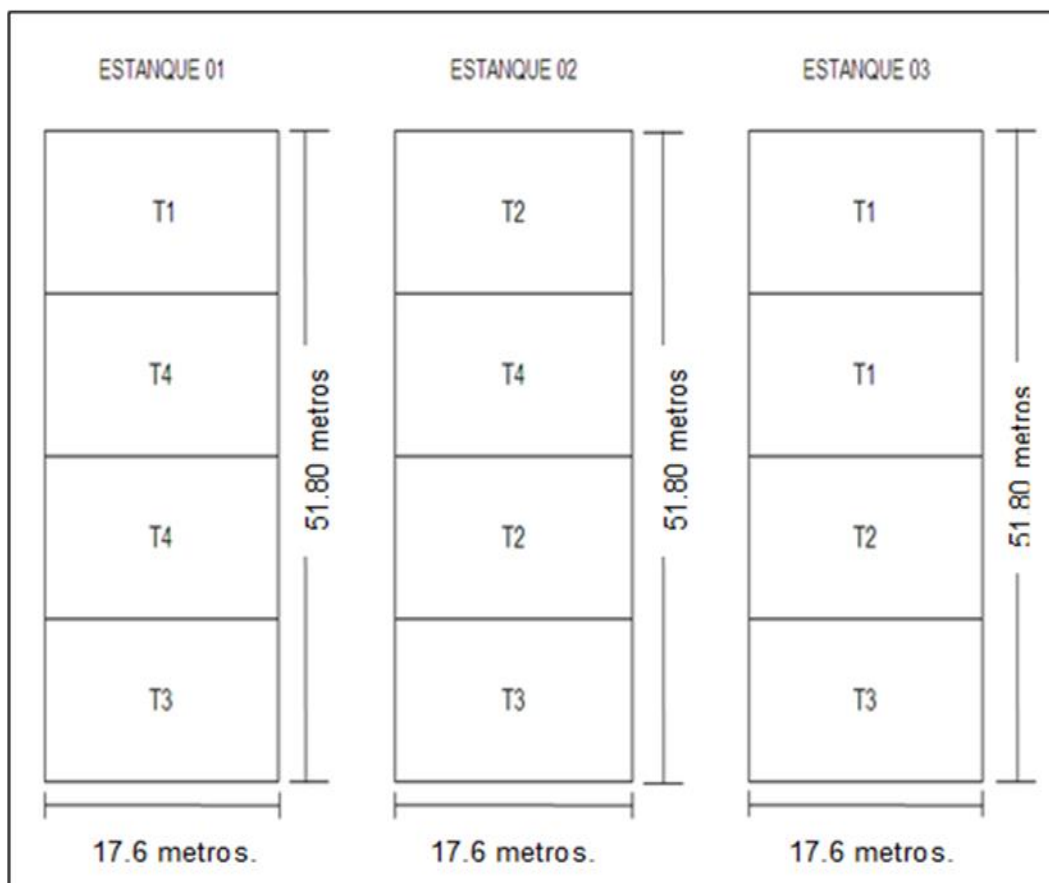 ESTANQUE 01
ESTANQUE 02
ESTANQUE 03
T1
T2
T1
T4
T4
T1
T4
T2
T2
T3
T3
T3
51.80 metros
51.80 metros
51.80 metros
17.6 metros.
17.6 metros.
17.6 metros.